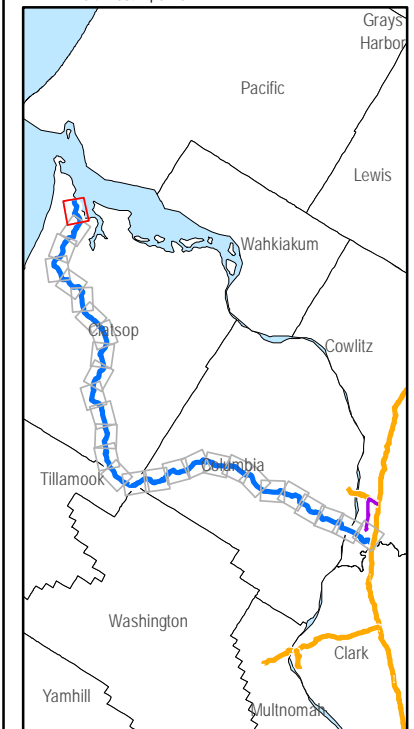 Grays
Harbor
Pacific
Lewis
Wahkiakum
Clatsop
Cowlitz
Columbia
Tillamook
Washington
Clark
Yamhill
Multnomah